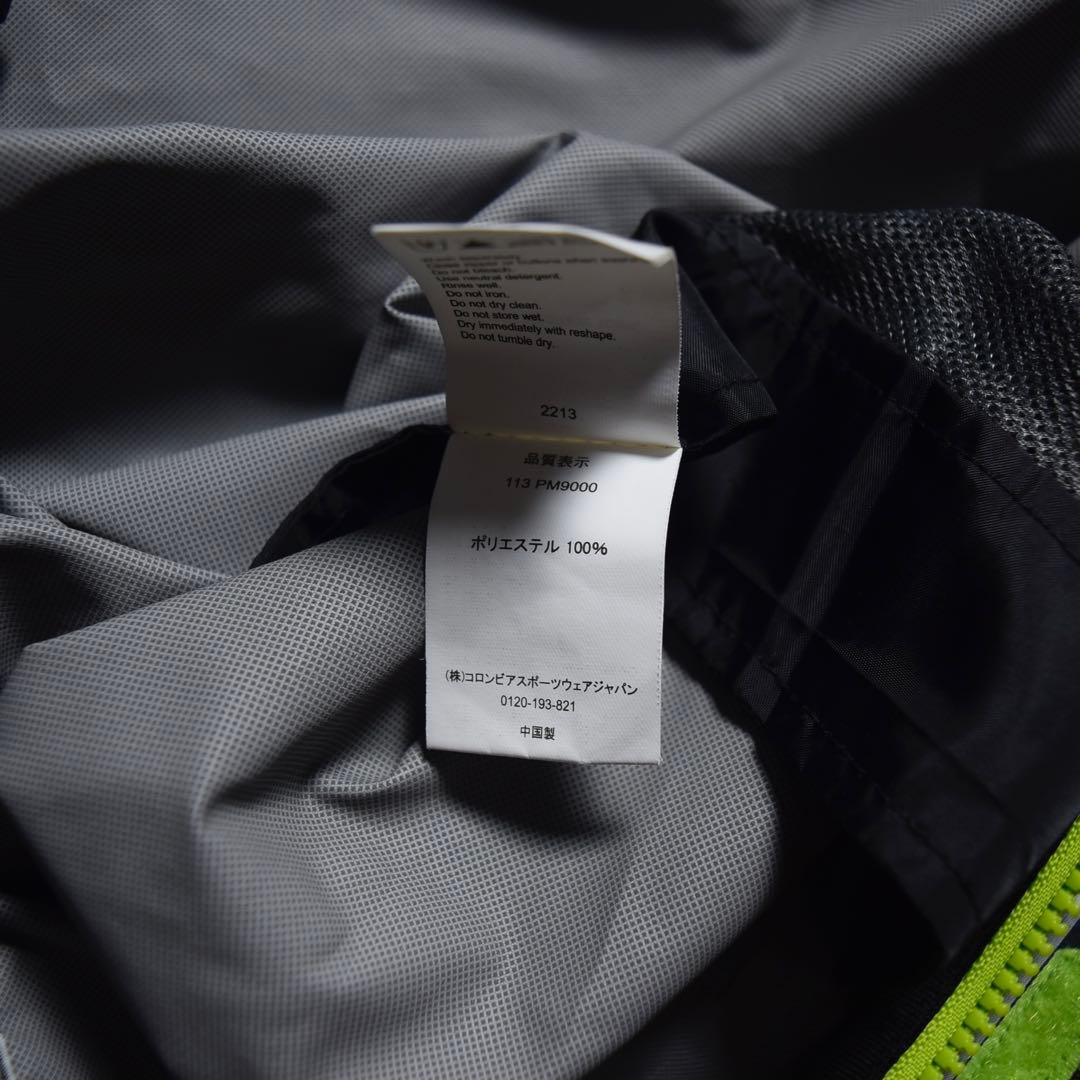 Do not bleach.
Use neutral detergent.
Rinse well.
Do not iron.
Do not dry clean.
Do not store wet.
Dry immediately with reshape.
Do not tumble dry.
2213
品質表示
113 PM9000
ポリエステル 100%
(株)コロンビアスポーツウェアジャパン
0120-193-821
中国製